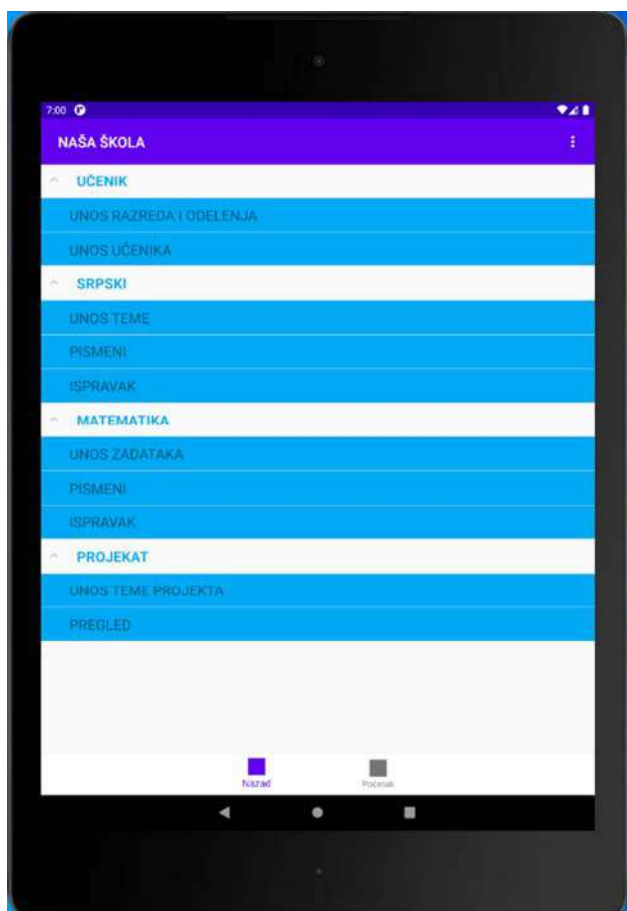 7:00
NAŠA ŠKOLA
UČENIK
UNOS RAZREDA I ODELENJA
UNOS UČENIKA
SRPSKI
UNOS TEME
PISMENI
ISPRAVAK
MATEMATIKA
UNOS ZADATAKA
PISMENI
ISPRAVAK
PROJEKAT
UNOS TEME PROJEKTA
PREGLED
Nazad Početak